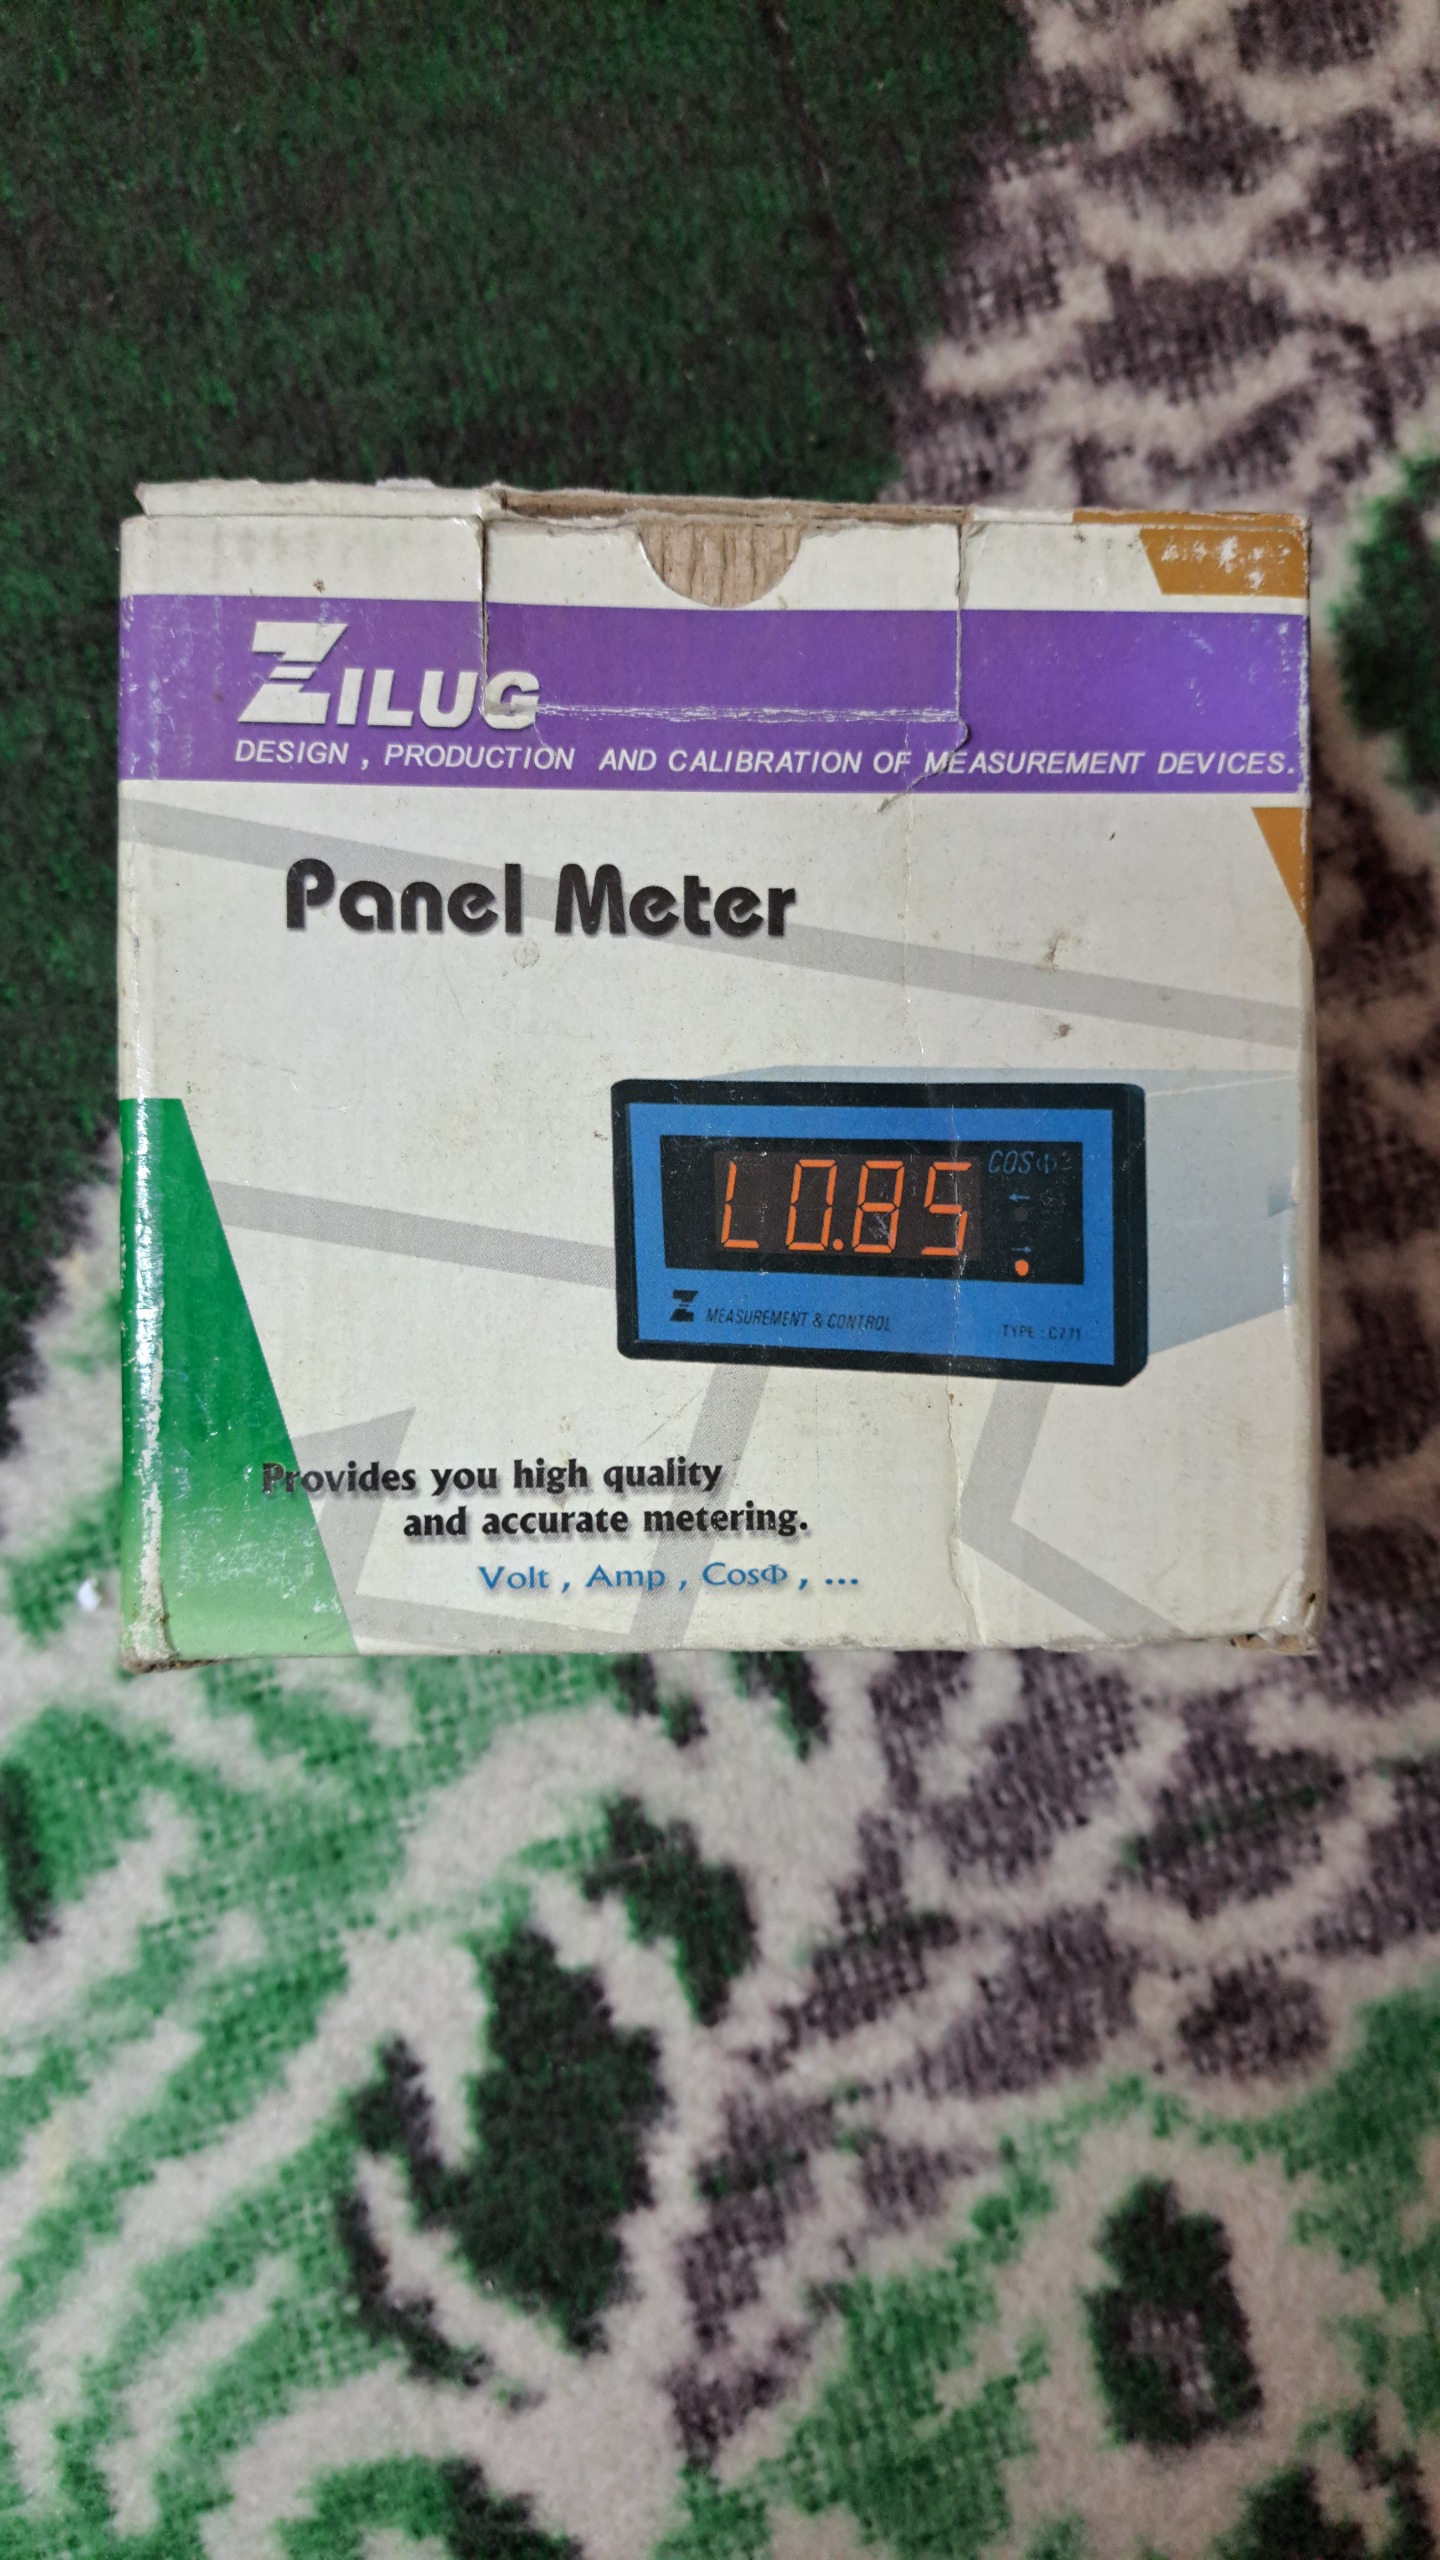 ZILUG
DESIGN , PRODUCTION AND CALIBRATION OF MEASUREMENT DEVICES.
Panel Meter
COSΦ
L0.85
Z MEASUREMENT & CONTROL
TYPE : C771
Provides you high quality
and accurate metering.
Volt , Amp , CosΦ , ...